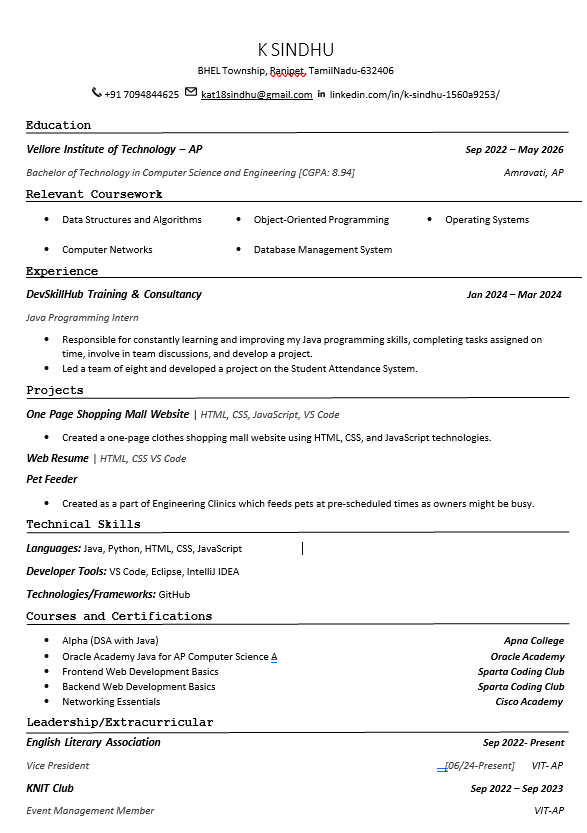 K SINDHU
BHEL Township, Ranipet, TamilNadu-632406
+91 7094844625 kat18sindhu@gmail.com in linkedin.com/in/k-sindhu-1560a9253/
Education
Vellore Institute of Technology – AP Sep 2022 – May 2026
Bachelor of Technology in Computer Science and Engineering [CGPA: 8.94] Amravati, AP
Relevant Coursework
• Data Structures and Algorithms • Object-Oriented Programming • Operating Systems
• Computer Networks • Database Management System
Experience
DevSkillHub Training & Consultancy Jan 2024 – Mar 2024
Java Programming Intern
• Responsible for constantly learning and improving my Java programming skills, completing tasks assigned on
time, involve in team discussions, and develop a project.
• Led a team of eight and developed a project on the Student Attendance System.
Projects
One Page Shopping Mall Website | HTML, CSS, JavaScript, VS Code
• Created a one-page clothes shopping mall website using HTML, CSS, and JavaScript technologies.
Web Resume | HTML, CSS VS Code
Pet Feeder
• Created as a part of Engineering Clinics which feeds pets at pre-scheduled times as owners might be busy.
Technical Skills
Languages: Java, Python, HTML, CSS, JavaScript
Developer Tools: VS Code, Eclipse, IntelliJ IDEA
Technologies/Frameworks: GitHub
Courses and Certifications
• Alpha (DSA with Java) Apna College
• Oracle Academy Java for AP Computer Science A Oracle Academy
• Frontend Web Development Basics Sparta Coding Club
• Backend Web Development Basics Sparta Coding Club
• Networking Essentials Cisco Academy
Leadership/Extracurricular
English Literary Association Sep 2022- Present
Vice President [06/24-Present] VIT- AP
KNIT Club Sep 2022 – Sep 2023
Event Management Member VIT-AP